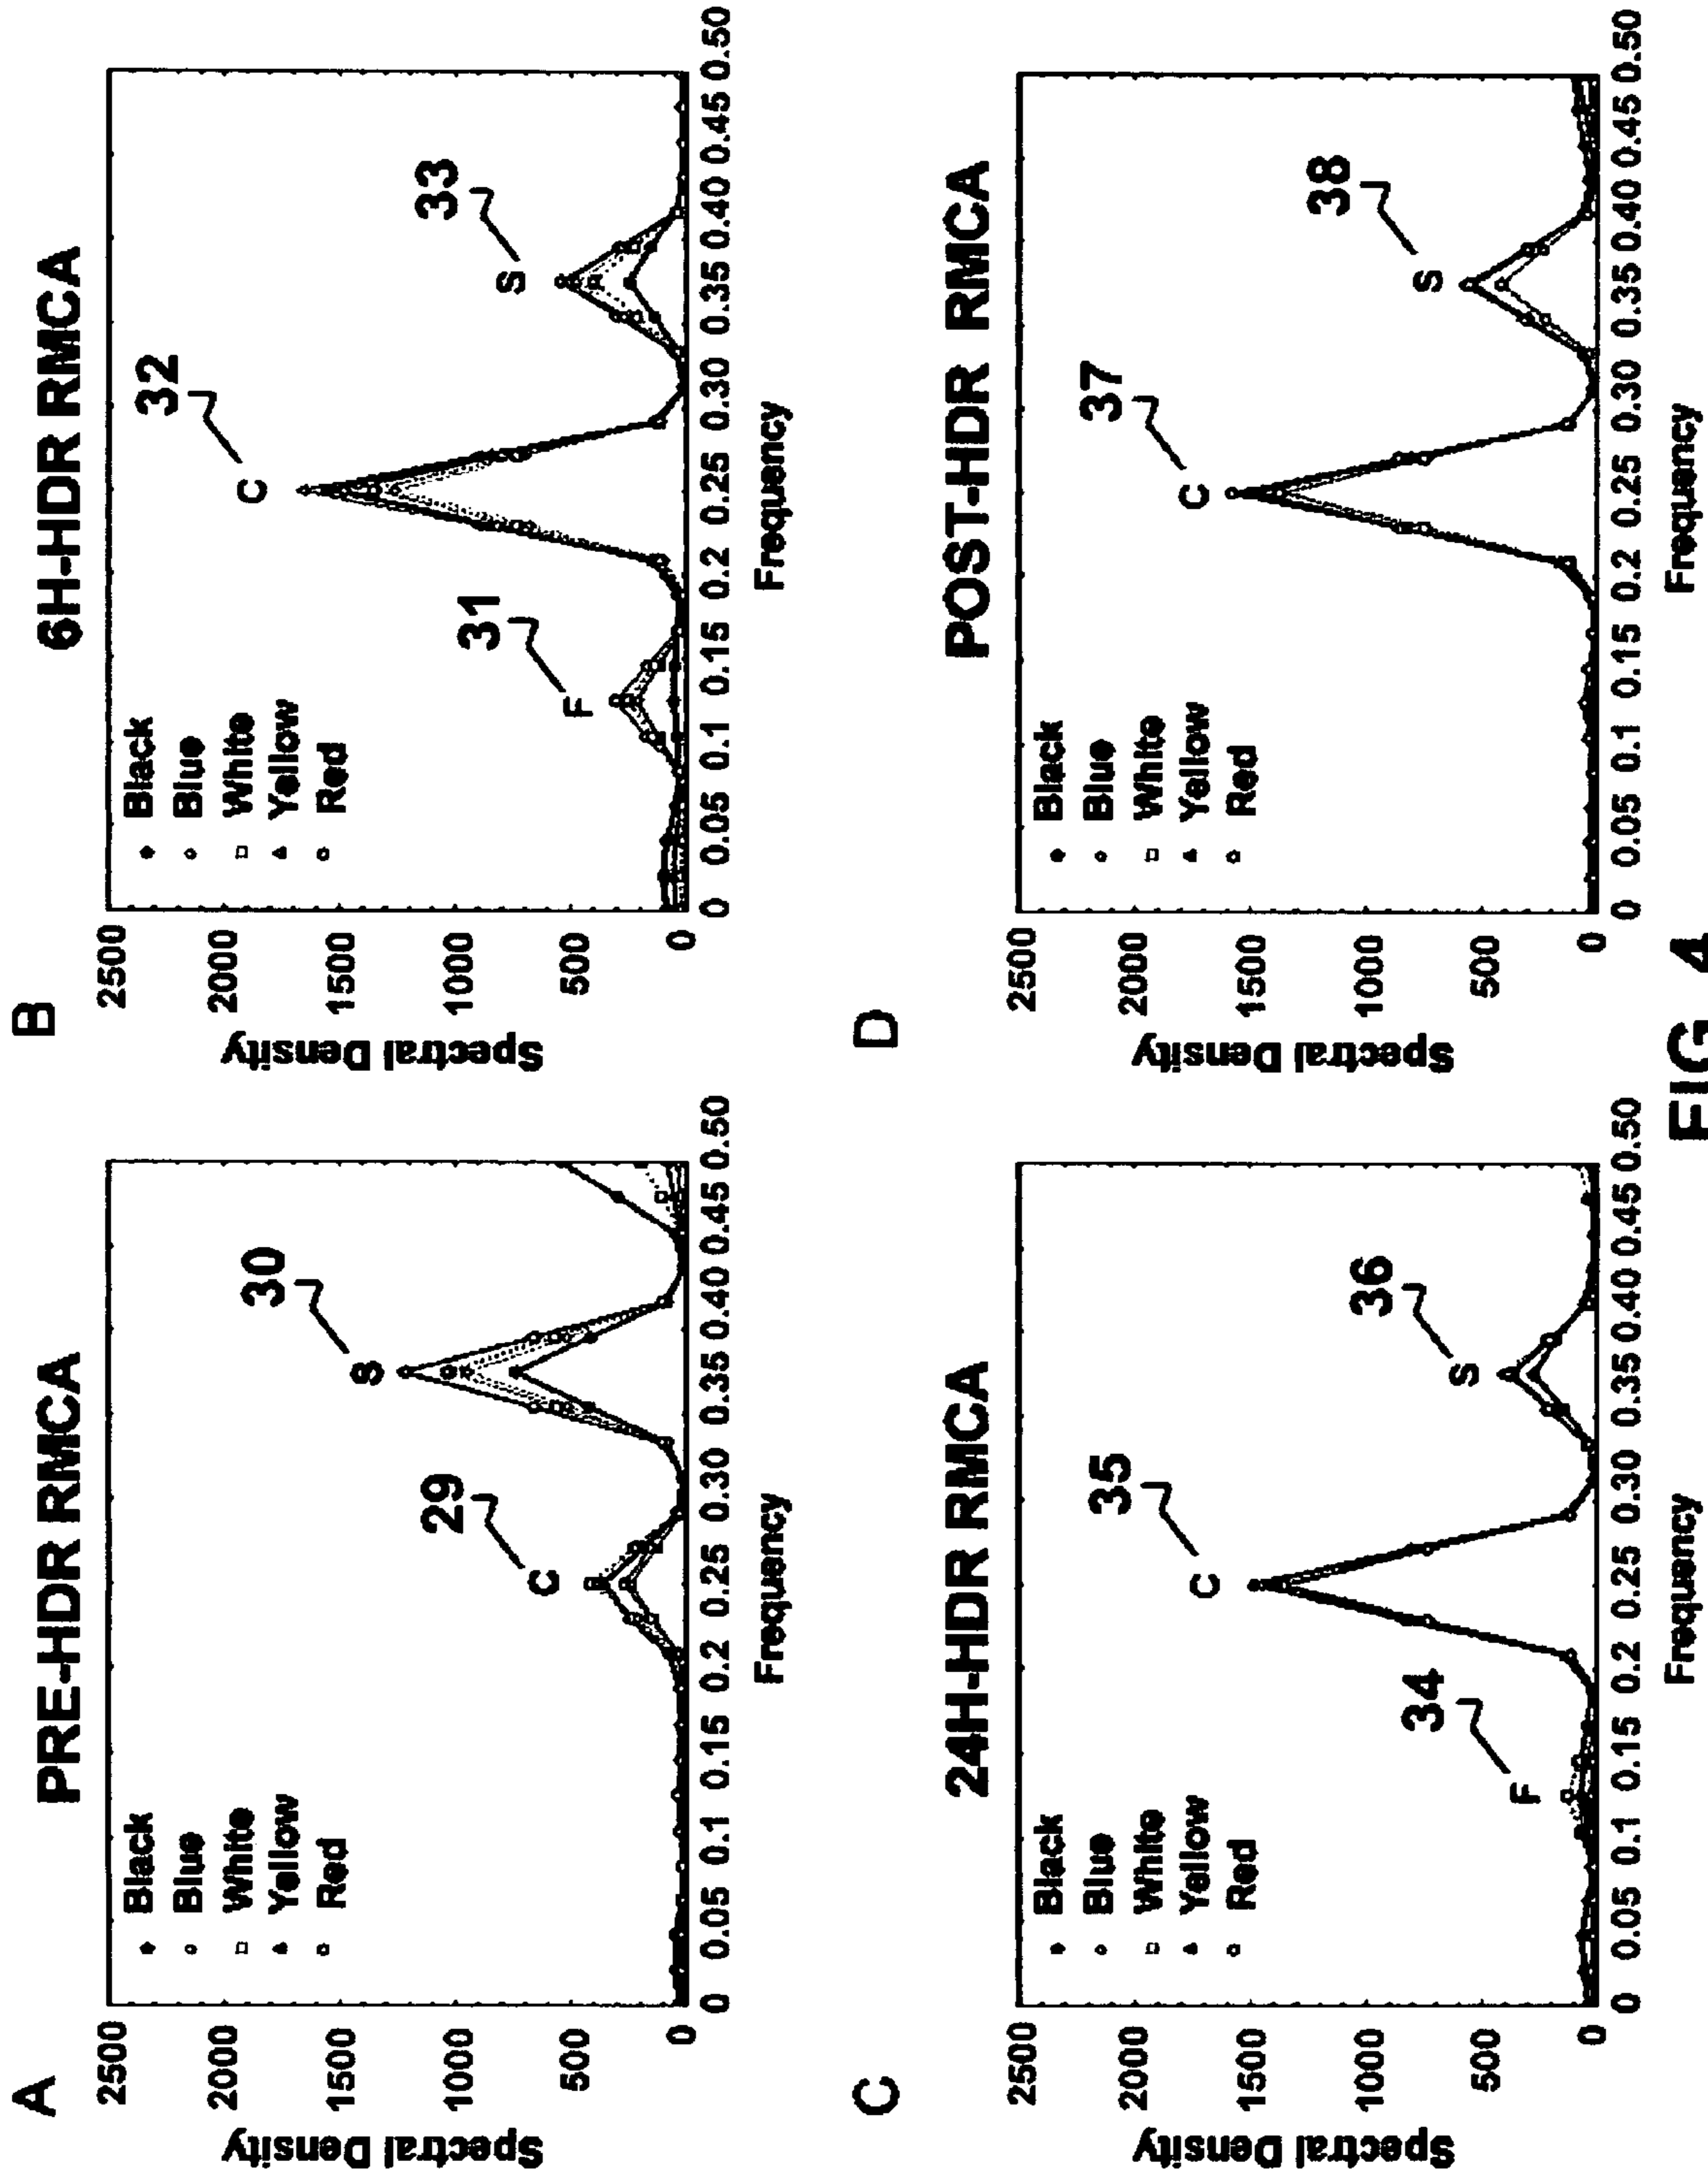 A
PRE-HDR RMCA
Spectral Density
2500
2000
1500
1000
500
0
Black
Blue
White
Yellow
Red
C
29
S
30
0 0.05 0.1 0.15 0.2 0.25 0.30 0.35 0.40 0.45 0.50
Frequency
B
6H-HDR RMCA
Spectral Density
2500
2000
1500
1000
500
0
Black
Blue
White
Yellow
Red
F
31
C
32
S
33
0 0.05 0.1 0.15 0.2 0.25 0.30 0.35 0.40 0.45 0.50
Frequency
C
24H-HDR RMCA
Spectral Density
2500
2000
1500
1000
500
0
Black
Blue
White
Yellow
Red
F
34
C
35
S
36
0 0.05 0.1 0.15 0.2 0.25 0.30 0.35 0.40 0.45 0.50
Frequency
D
POST-HDR RMCA
Spectral Density
2500
2000
1500
1000
500
0
Black
Blue
White
Yellow
Red
C
37
S
38
0 0.05 0.1 0.15 0.2 0.25 0.30 0.35 0.40 0.45 0.50
Frequency
FIG 4